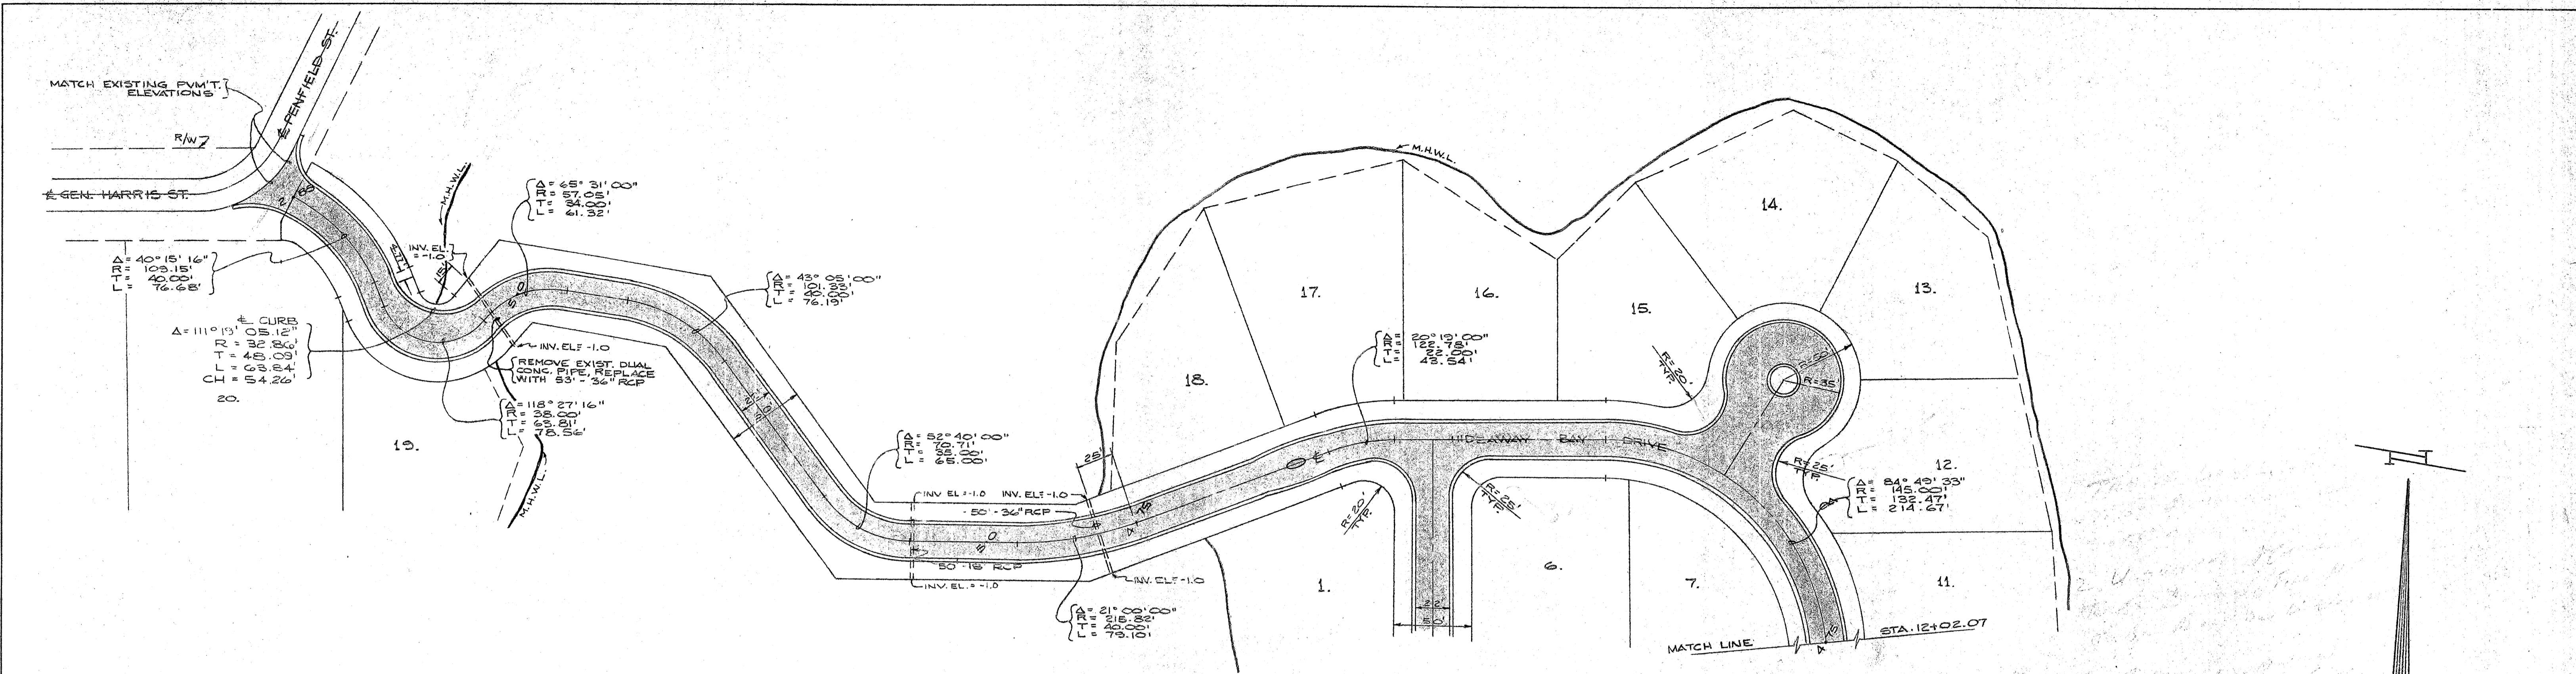 MATCH EXISTING PVM'T.
ELEVATIONS
℄ PENFIELD ST.
R/W
℄ GEN. HARRIS ST.
M.H.W.L.
Δ = 65° 31' 00"
R = 57.05'
T = 34.00'
L = 61.32'
INV. EL.
= -1.0
15'
Δ = 40° 15' 16"
R = 109.15'
T = 40.00'
L = 76.68'
Δ = 43° 05' 00"
R = 101.33'
T = 40.00'
L = 76.19'
℄ CURB
Δ = 111° 19' 05.12"
R = 32.86'
T = 48.09'
L = 63.84'
CH = 54.26'
20.
INV. EL = -1.0
REMOVE EXIST. DUAL
CONC. PIPE, REPLACE
WITH 53' - 36" RCP
Δ = 118° 27' 16"
R = 38.00'
T = 63.81'
L = 78.56'
19.
M.H.W.L.
Δ = 52° 40' 00"
R = 70.71'
T = 35.00'
L = 65.00'
25'
INV EL = -1.0
INV. EL = -1.0
50' - 36" RCP
50' - 18" RCP
INV. EL. = -1.0
INV. EL = -1.0
Δ = 21° 00' 00"
R = 215.82'
T = 40.00'
L = 79.10'
M.H.W.L.
18.
17.
16.
15.
14.
13.
Δ = 20° 19' 00"
R = 122.78'
T = 22.00'
L = 43.54'
R = 20'
TYP.
R = 50'
R = 35'
HIDEAWAY BAY DRIVE
℄
R = 25'
TYP.
12.
Δ = 84° 49' 33"
R = 145.00'
T = 132.47'
L = 214.67'
R = 20'
TYP.
R = 25'
TYP.
1.
6.
7.
11.
22'
50'
MATCH LINE
STA. 12+02.07